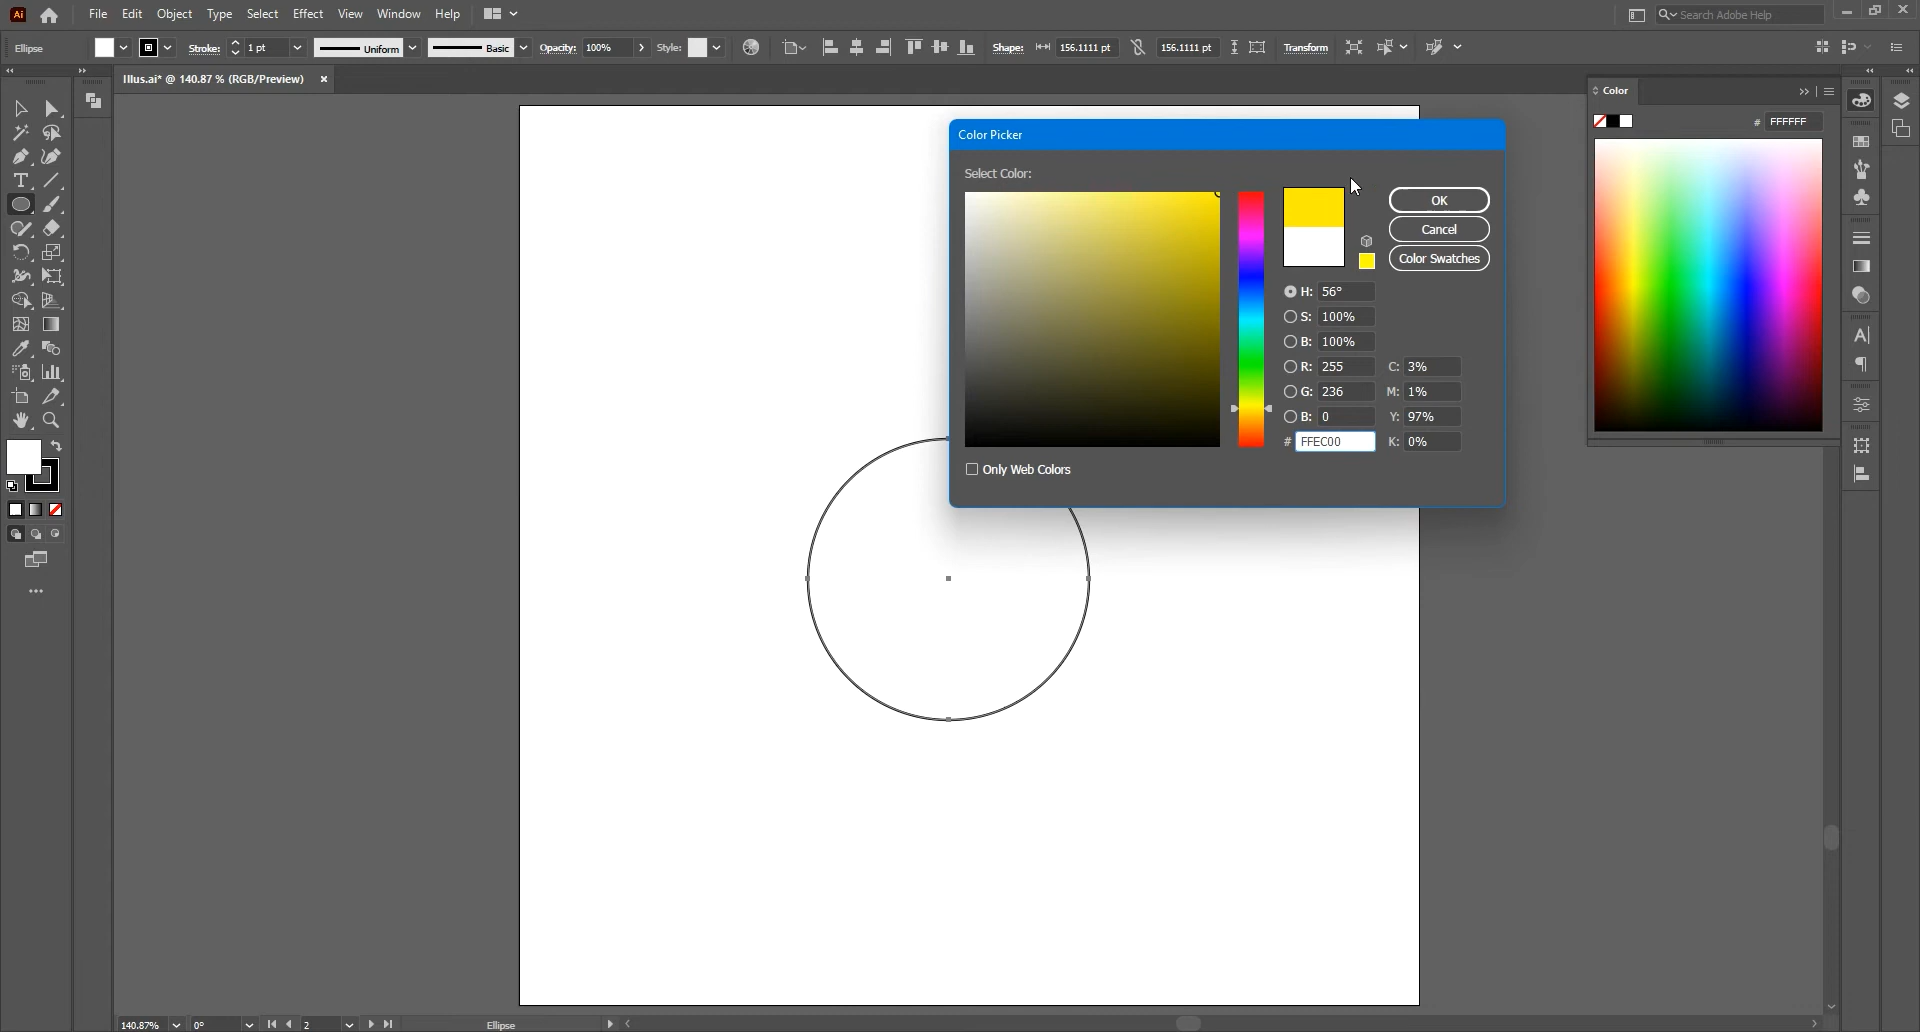 Ai File Edit Object Type Select Effect View Window Help Search Adobe Help
Ellipse Stroke: 1 pt Uniform Basic Opacity: 100% Style: Shape: 156.1111 pt 156.1111 pt Transform
Illus.ai* @ 140.87 % (RGB/Preview)
Color
# FFFFFF
Color Picker
Select Color:
OK
Cancel
Color Swatches
H: 56°
S: 100%
B: 100%
R: 255 C: 3%
G: 236 M: 1%
B: 0 Y: 97%
# FFEC00 K: 0%
Only Web Colors
140.87% 0° 2 Ellipse